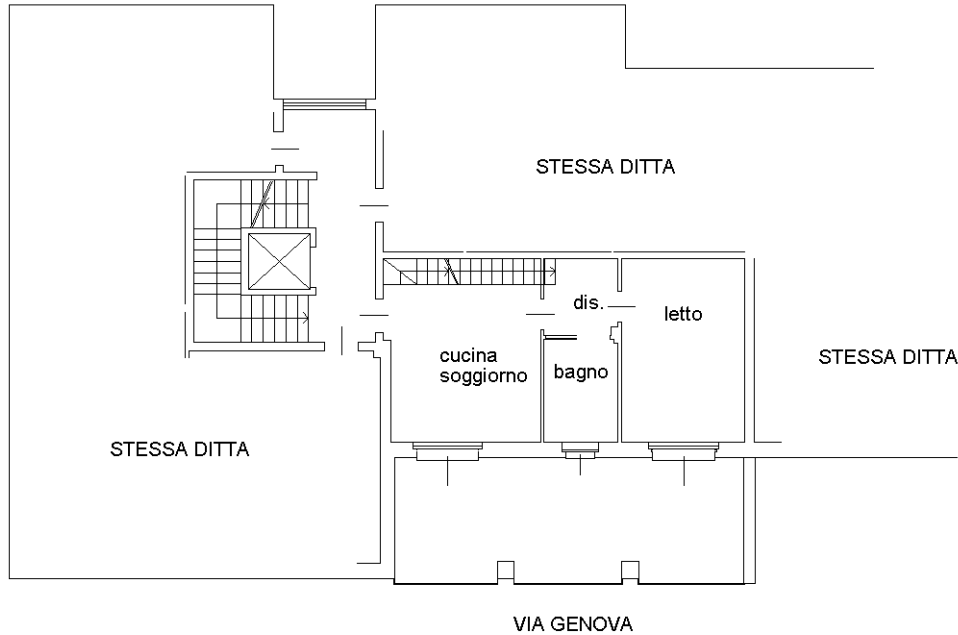 STESSA DITTA
dis.
letto
cucina
soggiorno
bagno
STESSA DITTA
STESSA DITTA
VIA GENOVA